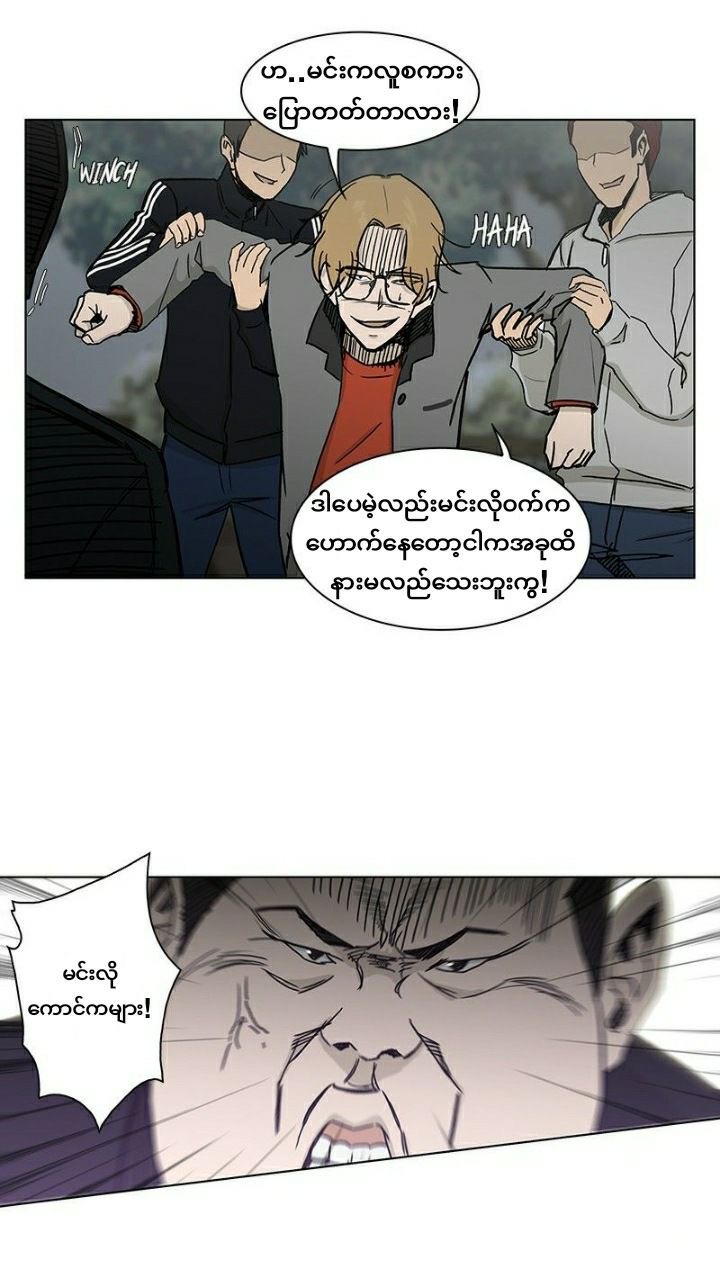 ဟ..မင်းကလူစကား
ပြောတတ်တာလား!
WINCH
HAHA
ဒါပေမဲ့လည်းမင်းလိုဝက်က
ဟောက်နေတော့ငါကအခုထိ
နားမလည်သေးဘူးကွ!
မင်းလို
ကောင်ကများ!